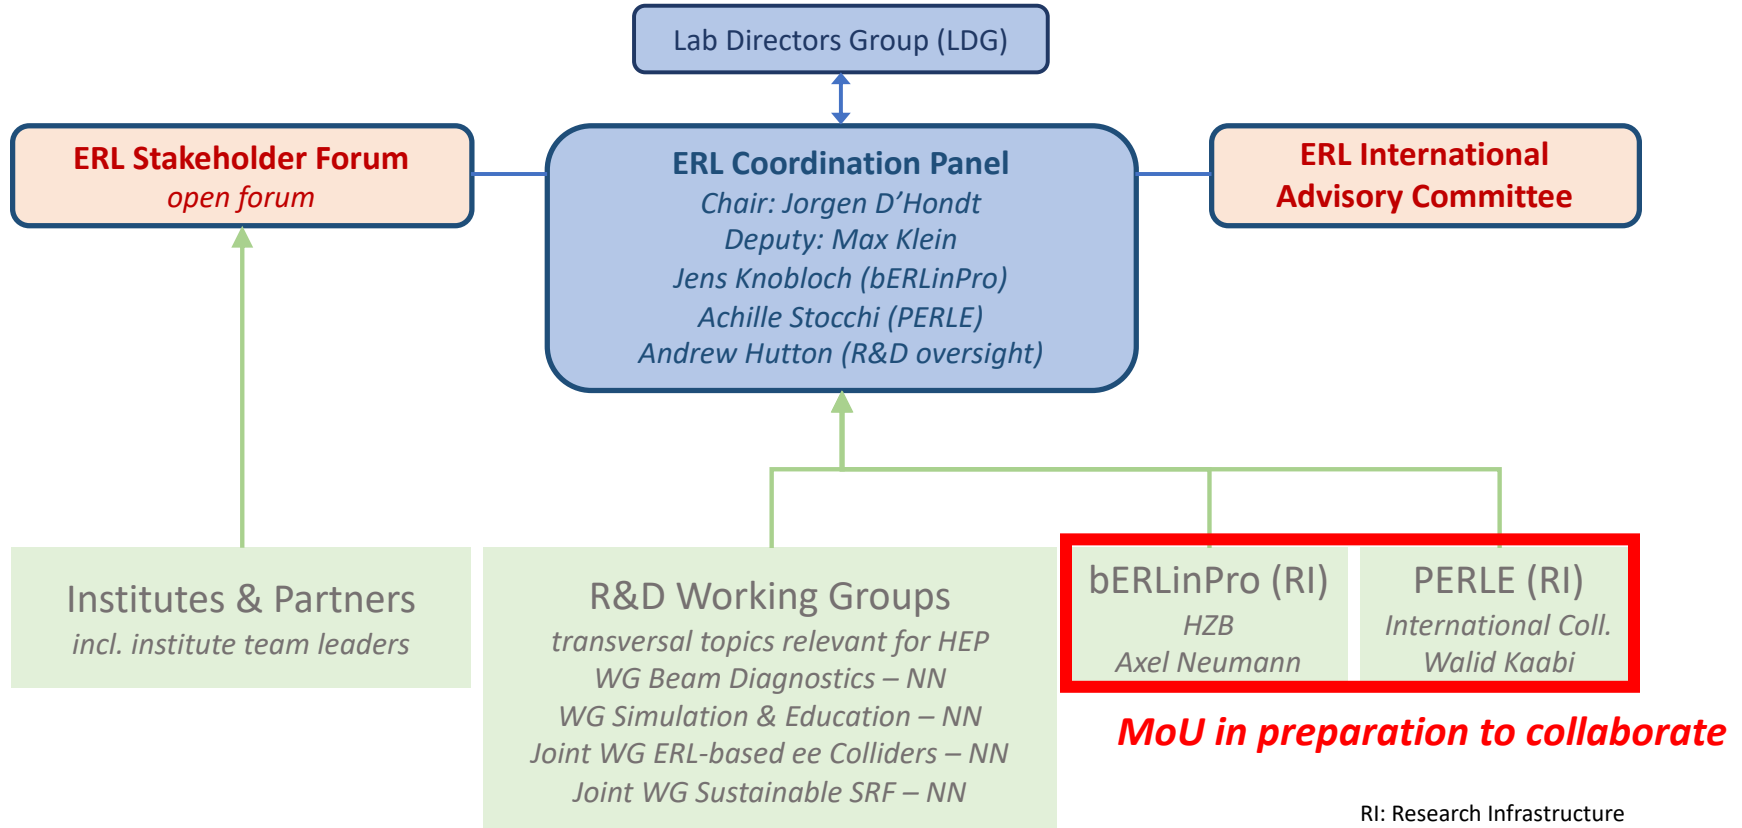 Lab Directors Group (LDG)
ERL Stakeholder Forum
open forum
ERL Coordination Panel
Chair: Jorgen D’Hondt
Deputy: Max Klein
Jens Knobloch (bERLinPro)
Achille Stocchi (PERLE)
Andrew Hutton (R&D oversight)
ERL International
Advisory Committee
Institutes & Partners
incl. institute team leaders
R&D Working Groups
transversal topics relevant for HEP
WG Beam Diagnostics – NN
WG Simulation & Education – NN
Joint WG ERL-based ee Colliders – NN
Joint WG Sustainable SRF – NN
bERLinPro (RI)
HZB
Axel Neumann
PERLE (RI)
International Coll.
Walid Kaabi
MoU in preparation to collaborate
RI: Research Infrastructure